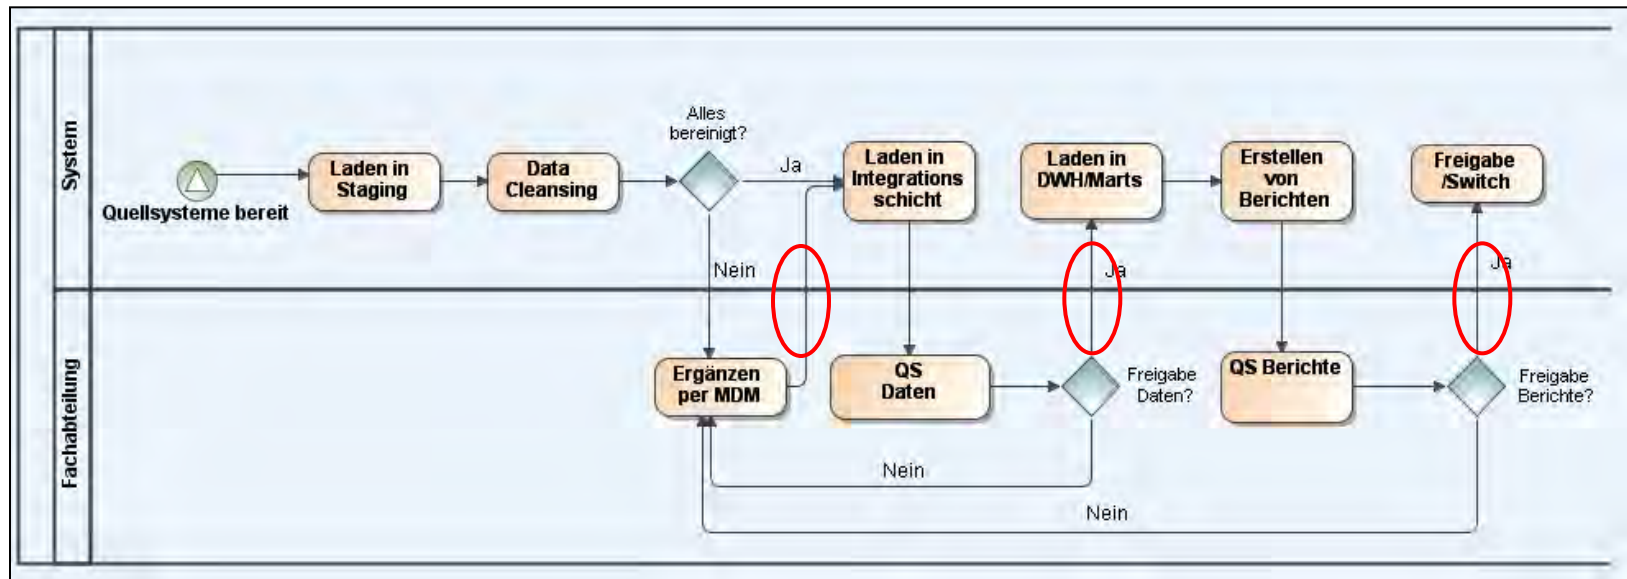 System
Quellsysteme bereit
Laden in
Staging
Data
Cleansing
Alles
bereinigt?
Ja
Nein
Laden in
Integrations
schicht
Laden in
DWH/Marts
Ja
Erstellen
von
Berichten
Freigabe
/Switch
Ja
Fachabteilung
Ergänzen
per MDM
QS
Daten
Freigabe
Daten?
Nein
QS Berichte
Freigabe
Berichte?
Nein